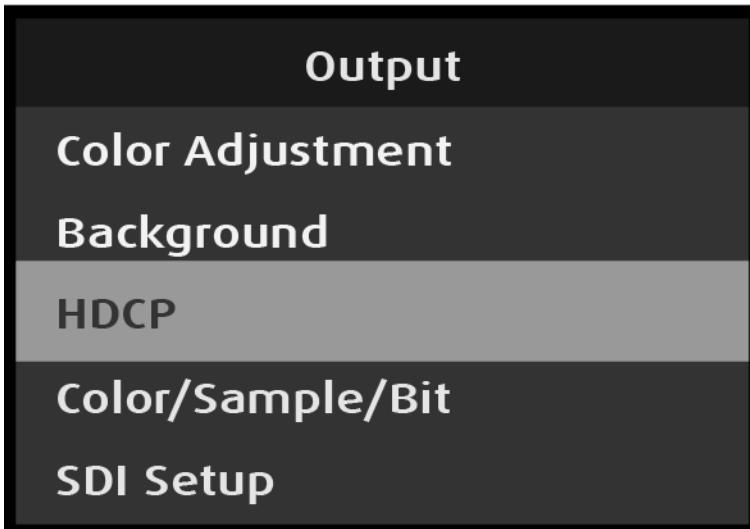 Output
Color Adjustment
Background
HDCP
Color/Sample/Bit
SDI Setup